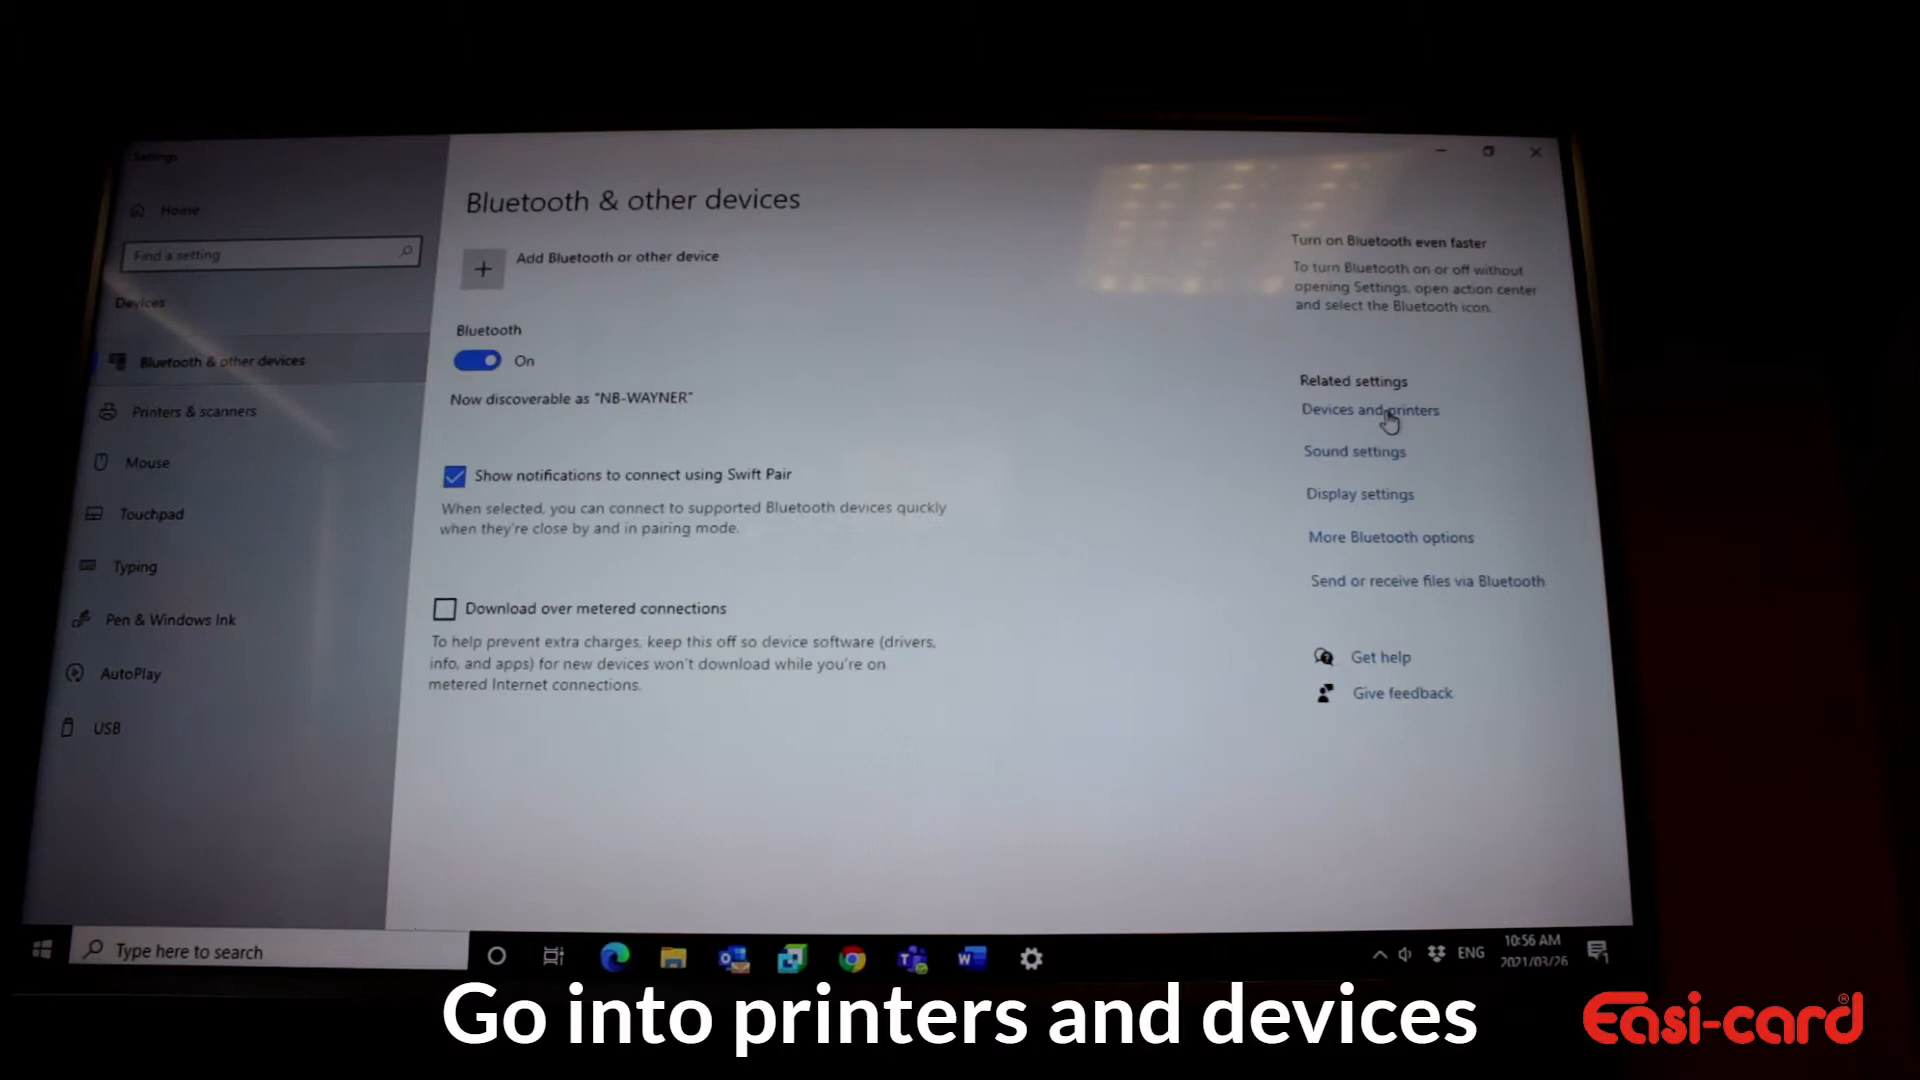 Settings
Home
Find a setting
Devices
Bluetooth & other devices
Printers & scanners
Mouse
Touchpad
Typing
Pen & Windows Ink
AutoPlay
USB
Bluetooth & other devices
Add Bluetooth or other device
Bluetooth
On
Now discoverable as "NB-WAYNER"
Show notifications to connect using Swift Pair
When selected, you can connect to supported Bluetooth devices quickly
when they're close by and in pairing mode.
Download over metered connections
To help prevent extra charges, keep this off so device software (drivers,
info, and apps) for new devices won't download while you're on
metered Internet connections.
Turn on Bluetooth even faster
To turn Bluetooth on or off without
opening Settings, open action center
and select the Bluetooth icon.
Related settings
Devices and printers
Sound settings
Display settings
More Bluetooth options
Send or receive files via Bluetooth
Get help
Give feedback
Type here to search
ENG
10:56 AM
2021/03/26
Go into printers and devices
Easi-card®